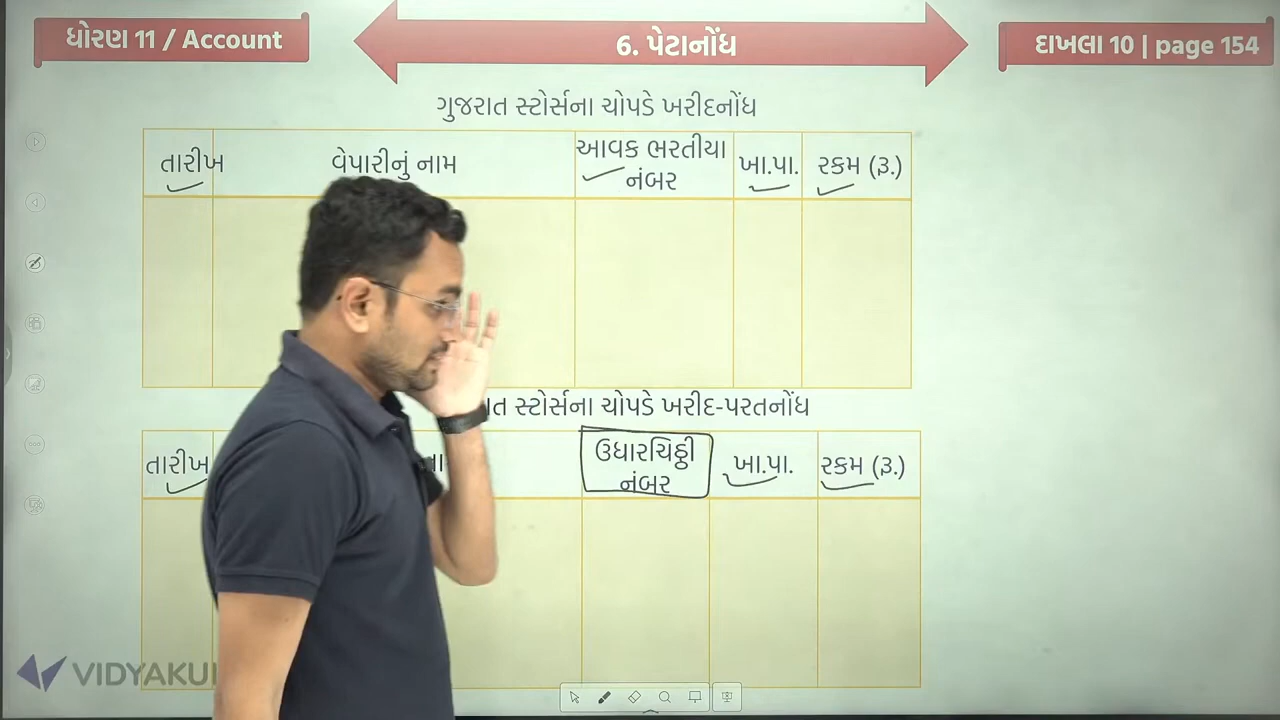 ધોરણ 11 / Account
6. પેટાનોંધ
દાખલા 10 | page 154
ગુજરાત સ્ટોર્સના ચોપડે ખરીદનોંધ
તારીખ વેપારીનું નામ આવક ભરતીયા નંબર ખા.પા. રકમ (રૂ.)
સ્ટોર્સના ચોપડે ખરીદ-પરતનોંધ
તારીખ ઉધારચિઠ્ઠી નંબર ખા.પા. રકમ (રૂ.)
VIDYAKUL